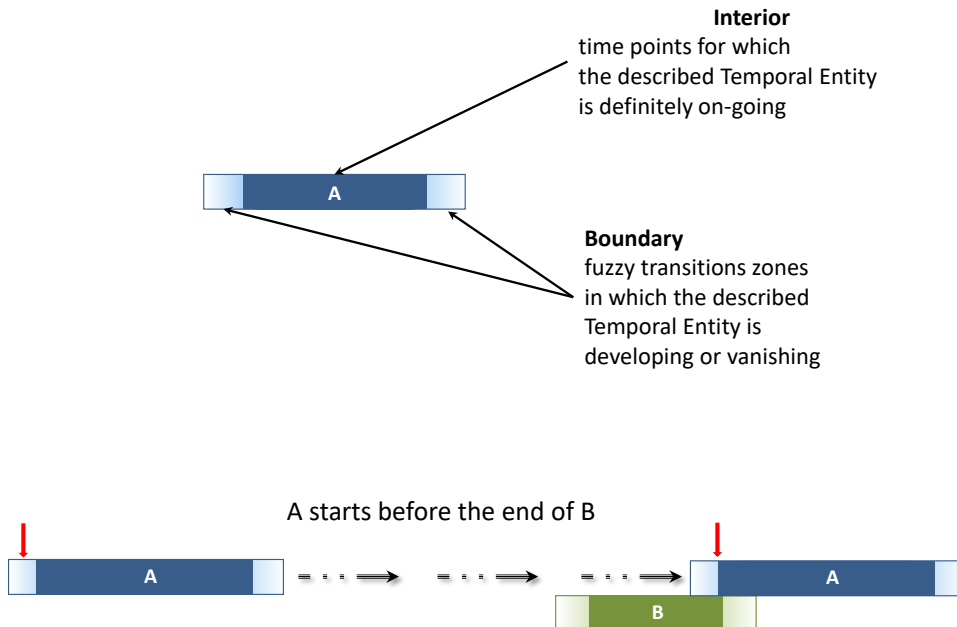 Interior
time points for which
the described Temporal Entity
is definitely on-going
A
Boundary
fuzzy transitions zones
in which the described
Temporal Entity is
developing or vanishing
A starts before the end of B
A
A
B